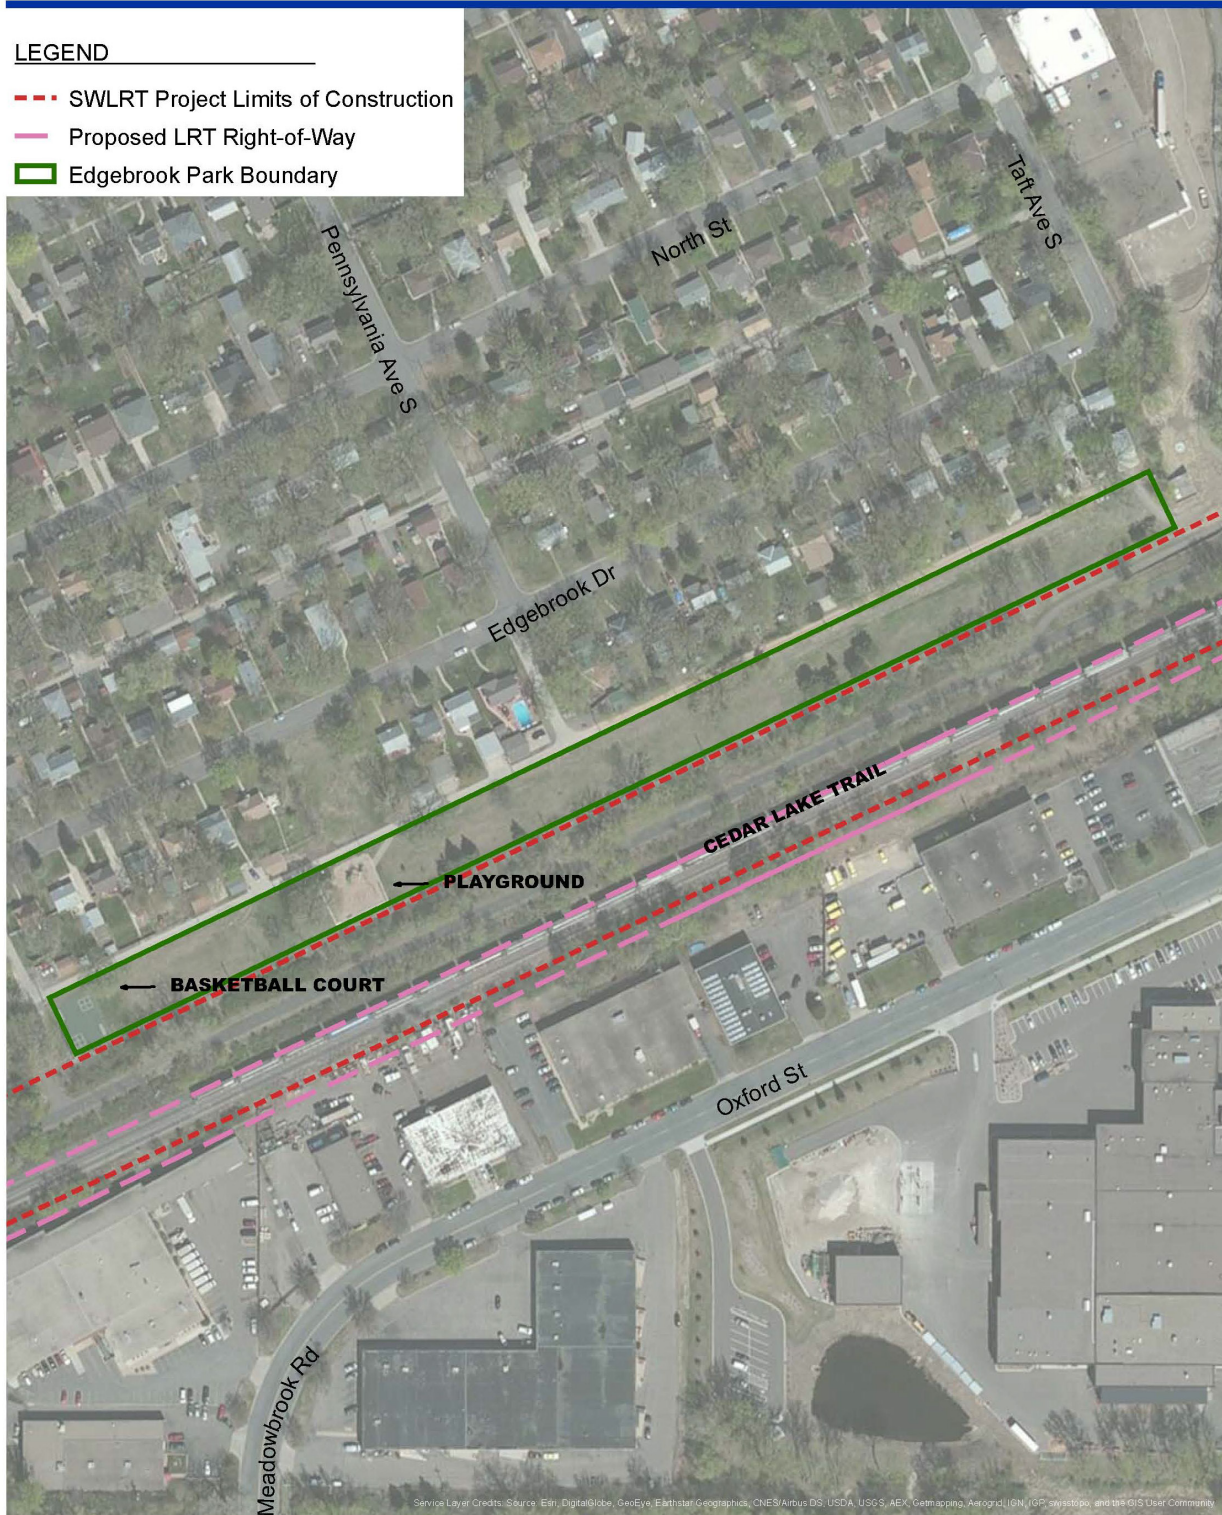 LEGEND
SWLRT Project Limits of Construction
Proposed LRT Right-of-Way
Edgebrook Park Boundary
Taft Ave S
North St
Pennsylvania Ave S
Edgebrook Dr
CEDAR LAKE TRAIL
PLAYGROUND
BASKETBALL COURT
Oxford St
Meadowbrook Rd
Service Layer Credits: Source: Esri, DigitalGlobe, GeoEye, Earthstar Geographics, CNES/Airbus DS, USDA, USGS, AEX, Getmapping, Aerogrid, IGN, IGP, swisstopo, and the GIS User Community